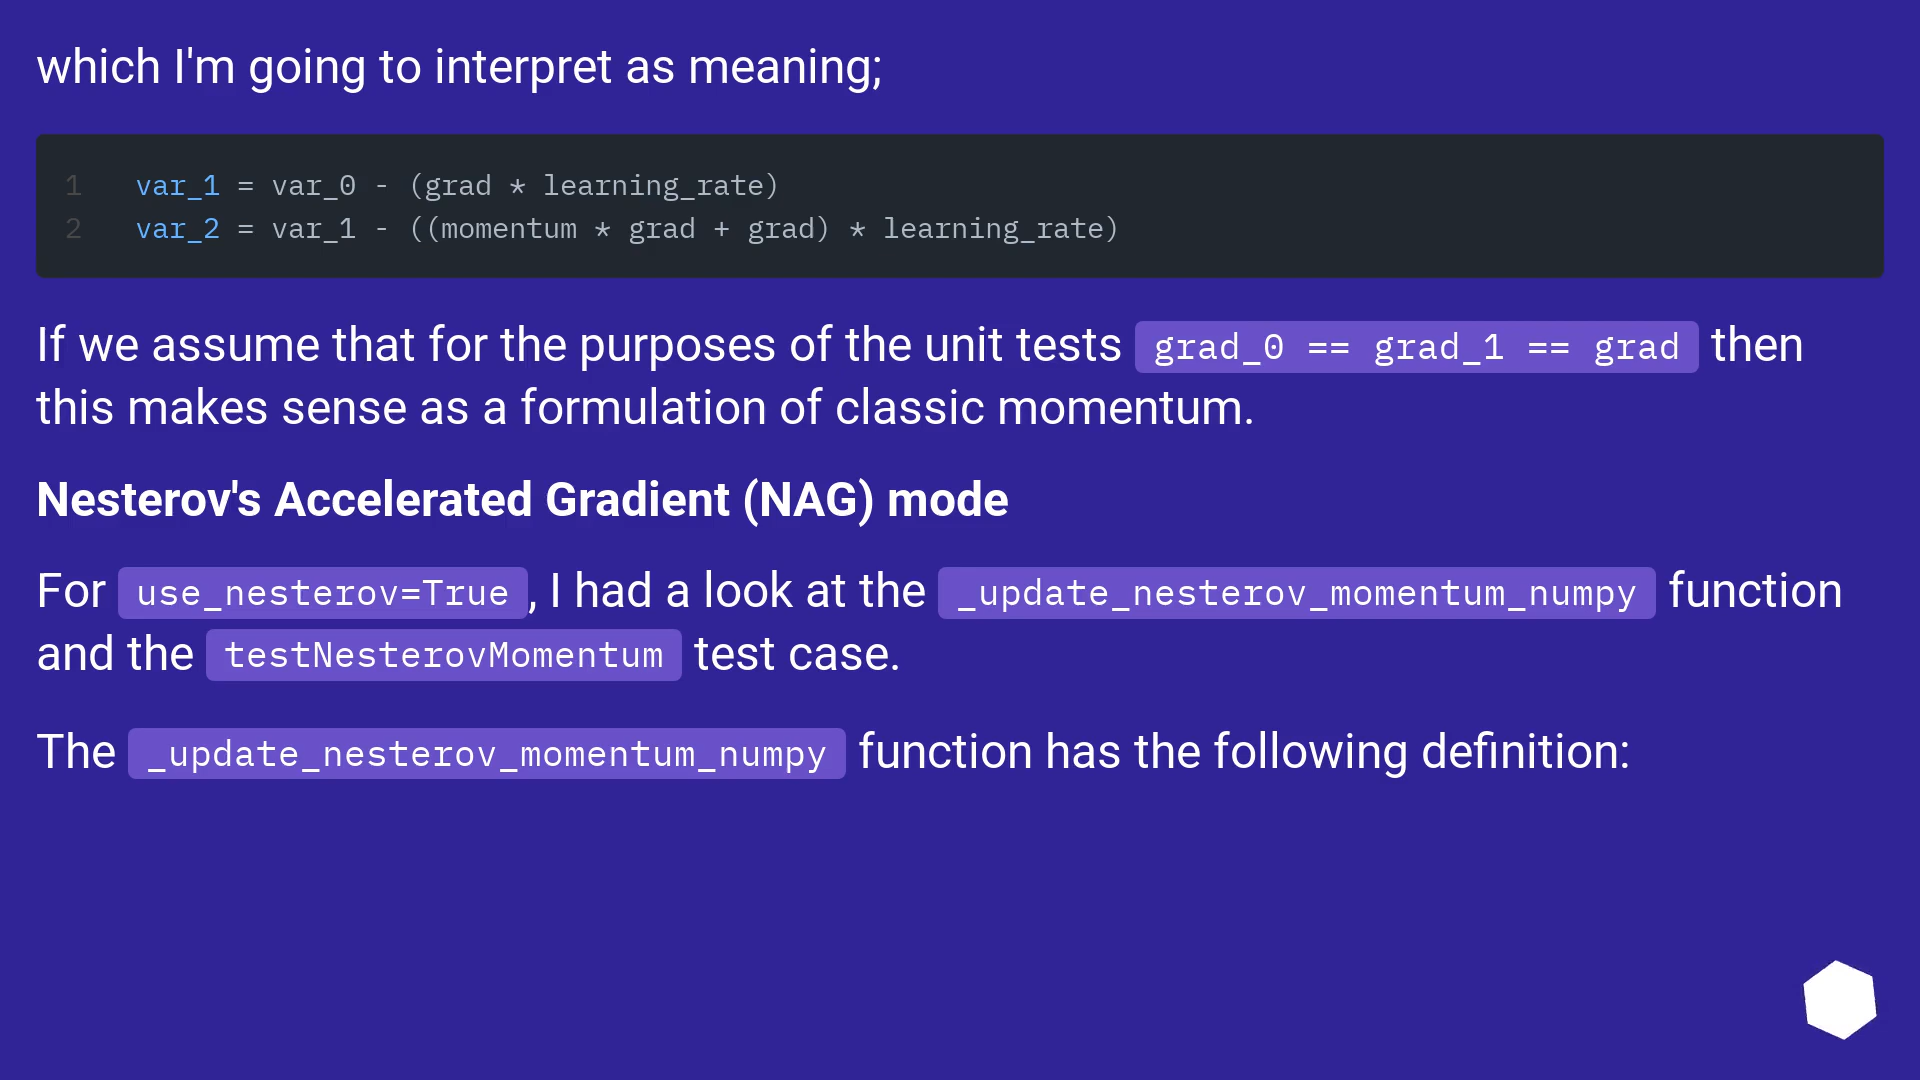 which I'm going to interpret as meaning;
1 var_1 = var_0 - (grad * learning_rate)
2 var_2 = var_1 - ((momentum * grad + grad) * learning_rate)
If we assume that for the purposes of the unit tests grad_0 == grad_1 == grad then
this makes sense as a formulation of classic momentum.
Nesterov's Accelerated Gradient (NAG) mode
For use_nesterov=True, I had a look at the _update_nesterov_momentum_numpy function
and the testNesterovMomentum test case.
The _update_nesterov_momentum_numpy function has the following definition: